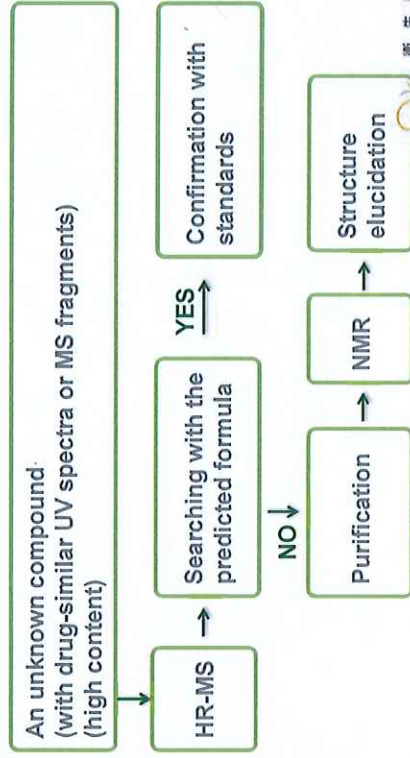 An unknown compound
(with drug-similar UV spectra or MS fragments)
(high content)
HR-MS
Searching with the
predicted formula
YES
Confirmation with
standards
NO
Purification
NMR
Structure
elucidation